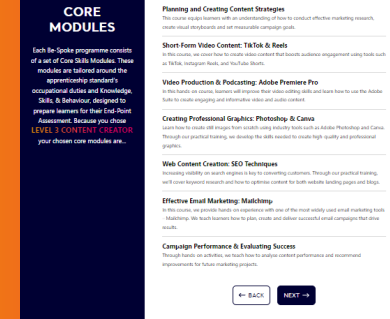 CORE
MODULES
Each Be-Spoke programme consists
of a set of Core Skills Modules. These
modules are tailored around the
apprenticeship standard's
occupational duties and Knowledge,
Skills, & Behaviour, designed to
prepare learners for their End-Point
Assessment. Because you chose
LEVEL 3 CONTENT CREATOR
your chosen core modules are...
Planning and Creating Content Strategies
This course equips learners with an understanding of how to conduct effective marketing research,
create visual storyboards and set measurable campaign goals.
Short-Form Video Content: TikTok & Reels
In this course, we cover how to create video content that boosts audience engagement using tools such
as TikTok, Instagram Reels, and YouTube Shorts.
Video Production & Podcasting: Adobe Premiere Pro
In this hands-on course, learners will improve their video editing skills and learn how to use the Adobe
Suite to create engaging and informative video and audio content.
Creating Professional Graphics: Photoshop & Canva
Learn how to create still images from scratch using industry tools such as Adobe Photoshop and Canva.
Through our practical training, we develop the skills needed to create high quality and professional
graphics.
Web Content Creation: SEO Techniques
Increasing visibility on search engines is key to converting customers. Through our practical training,
we'll cover keyword research and how to optimise content for both website landing pages and blogs.
Effective Email Marketing: Mailchimp
In this course, we provide hands on experience with one of the most widely used email marketing tools
- Mailchimp. We teach learners how to plan, create and deliver successful email campaigns that drive
results.
Campaign Performance & Evaluating Success
Through hands on activities, we teach how to analyse content performance and recommend
improvements for future marketing projects.
← BACK
NEXT →